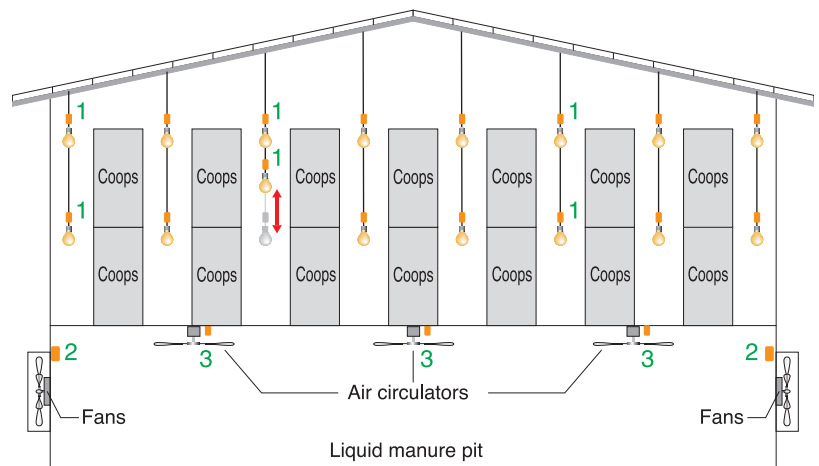 1 1 1
1
Coops Coops Coops Coops Coops Coops Coops
1 1
Coops Coops Coops Coops Coops Coops Coops
2 3 3 3 2
Air circulators
Fans Fans
Liquid manure pit